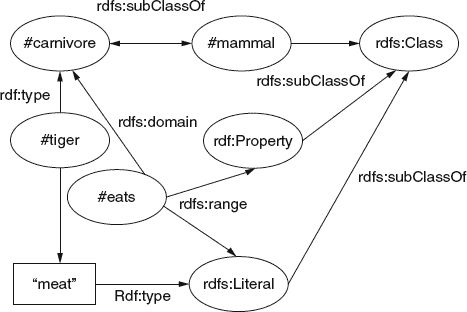 rdfs:subClassOf
#carnivore
#mammal
rdfs:Class
rdfs:subClassOf
rdf:type
rdfs:domain
#tiger
rdf:Property
rdfs:subClassOf
#eats
rdfs:range
“meat”
Rdf:type
rdfs:Literal